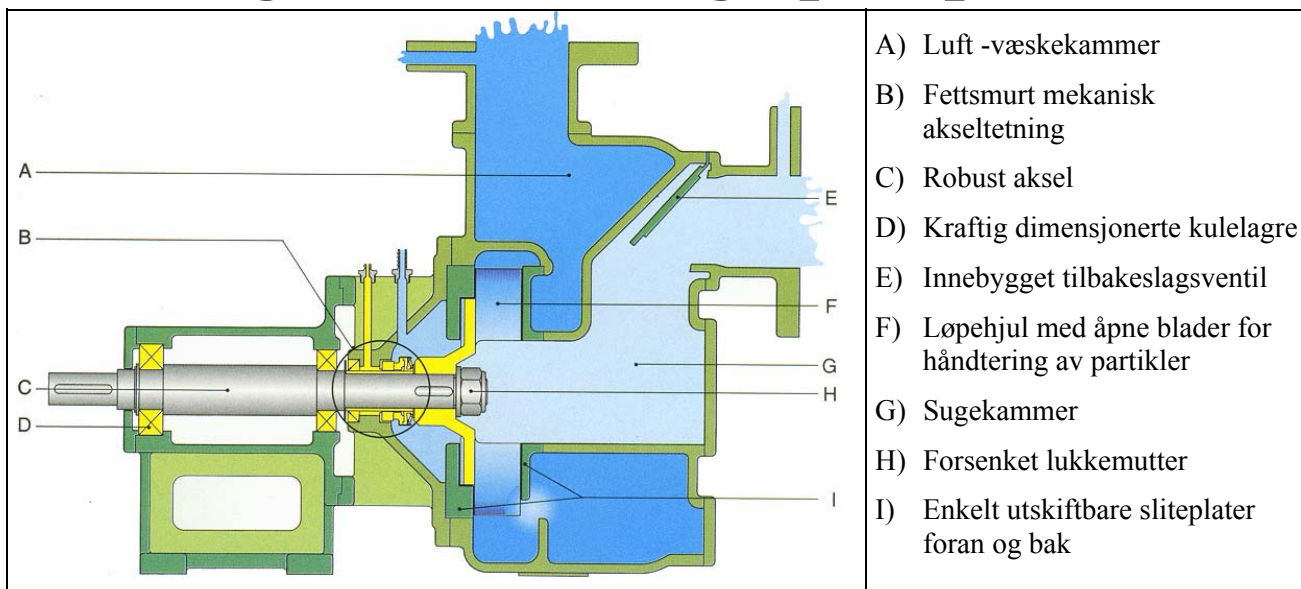 A
B
C
D
E
F
G
H
I
A) Luft -væskekammer
B) Fettsmurt mekanisk
akseltetning
C) Robust aksel
D) Kraftig dimensjonerte kulelagre
E) Innebygget tilbakeslagsventil
F) Løpehjul med åpne blader for
håndtering av partikler
G) Sugekammer
H) Forsenket lukkemutter
I) Enkelt utskiftbare sliteplater
foran og bak